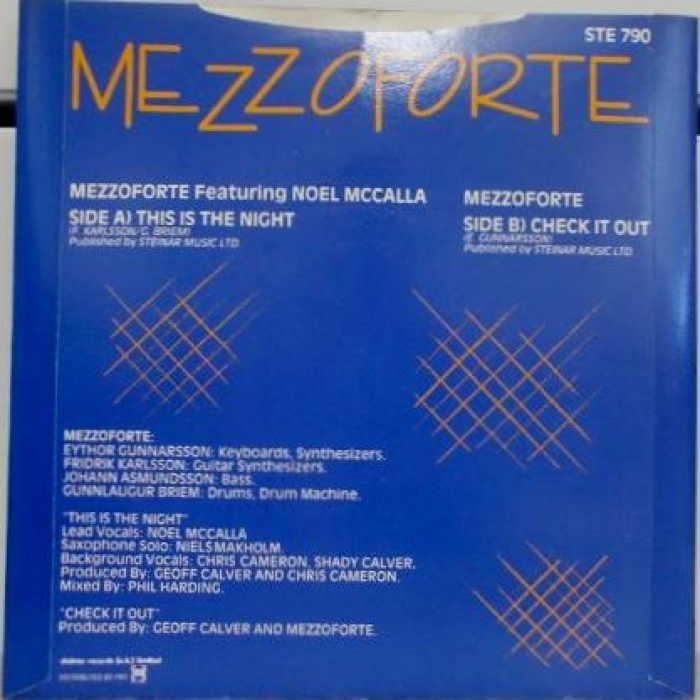 STE 790
MEZZOFORTE
MEZZOFORTE Featuring NOEL MCCALLA
SIDE A) THIS IS THE NIGHT
(F. KARLSSON/G. BRIEM)
Published by STEINAR MUSIC LTD.
MEZZOFORTE
SIDE B) CHECK IT OUT
(E. GUNNARSSON)
Published by STEINAR MUSIC LTD.
MEZZOFORTE:
EYTHOR GUNNARSSON: Keyboards, Synthesizers.
FRIDRIK KARLSSON: Guitar Synthesizers.
JOHANN ASMUNDSSON: Bass.
GUNNLAUGUR BRIEM: Drums, Drum Machine.
"THIS IS THE NIGHT"
Lead Vocals: NOEL MCCALLA
Saxophone Solo: NIELS MAKHOLM.
Background Vocals: CHRIS CAMERON, SHADY CALVER.
Produced By: GEOFF CALVER AND CHRIS CAMERON.
Mixed By: PHIL HARDING.
"CHECK IT OUT"
Produced By: GEOFF CALVER AND MEZZOFORTE.
records limited
DISTRIBUTED BY